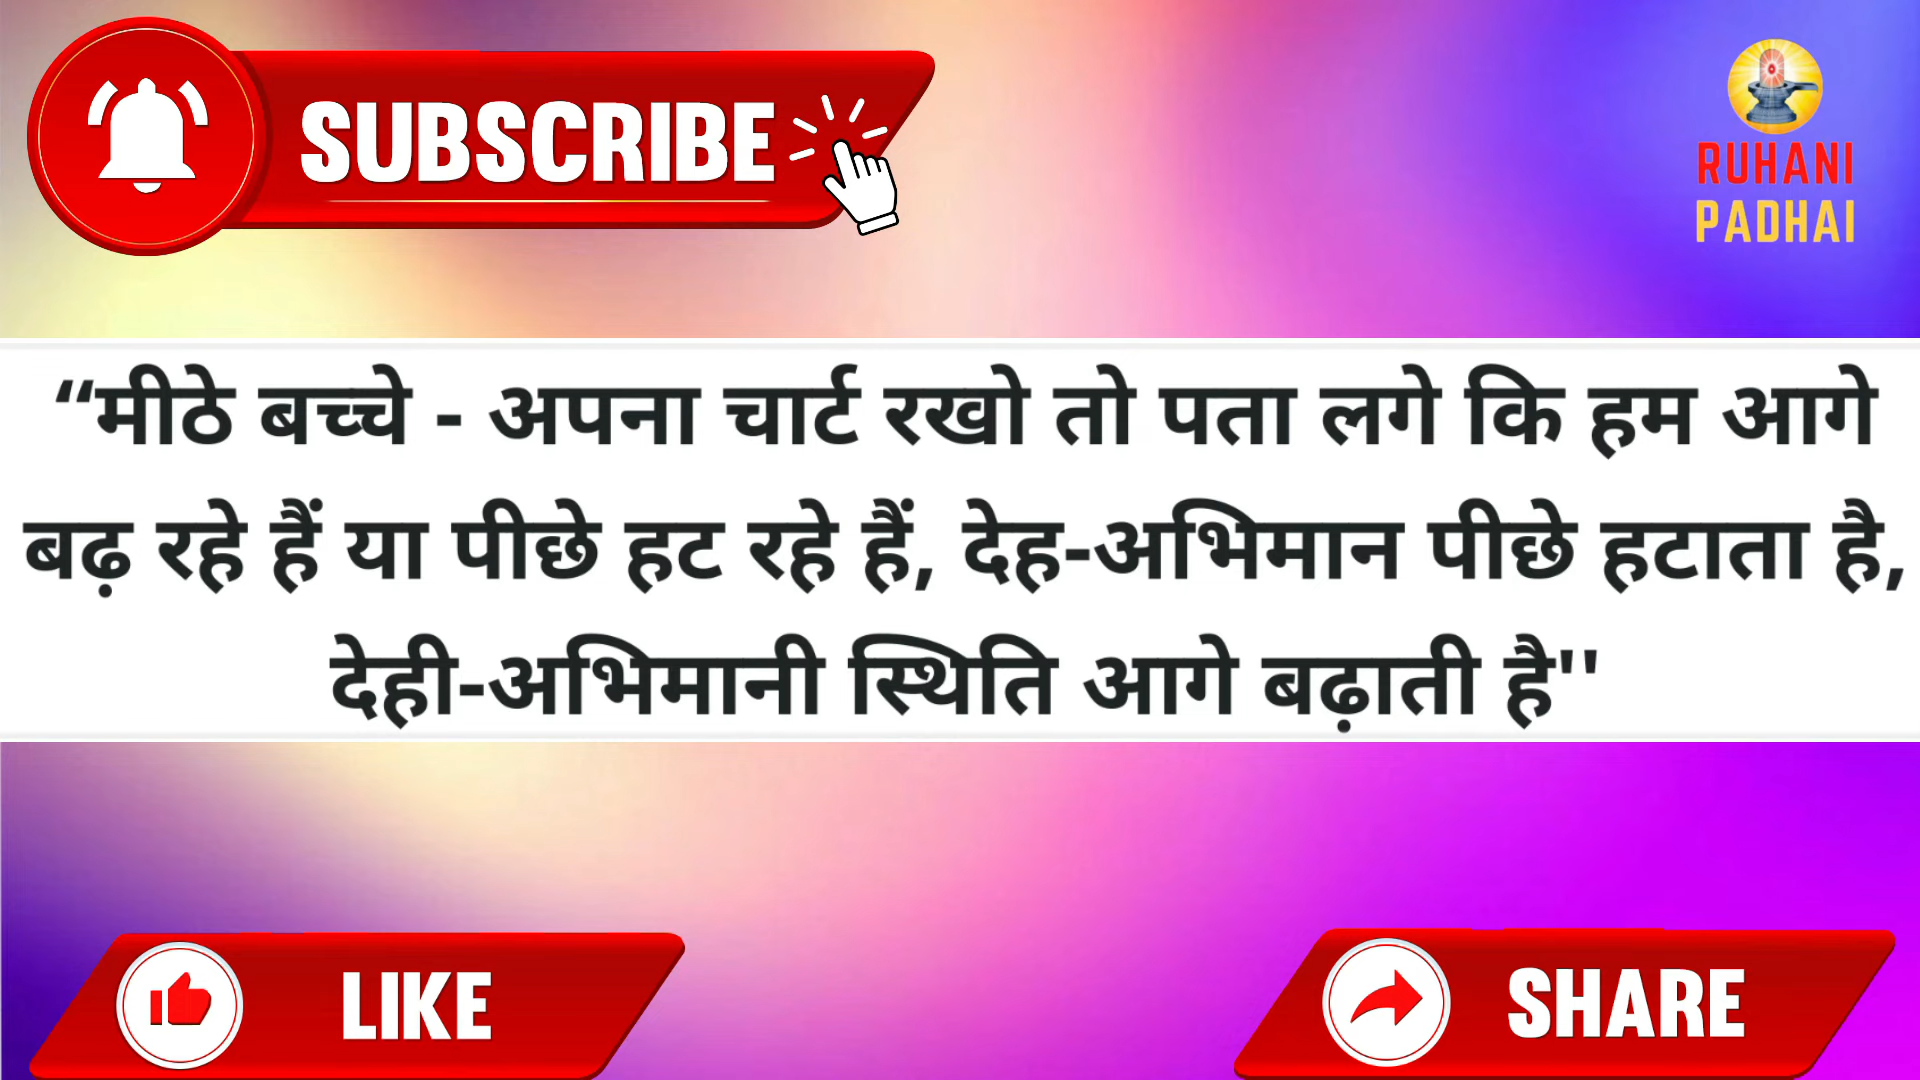 SUBSCRIBE
RUHANI
PADHAI
“मीठे बच्चे - अपना चार्ट रखो तो पता लगे कि हम आगे
बढ़ रहे हैं या पीछे हट रहे हैं, देह-अभिमान पीछे हटाता है,
देही-अभिमानी स्थिति आगे बढ़ाती है''
LIKE
SHARE